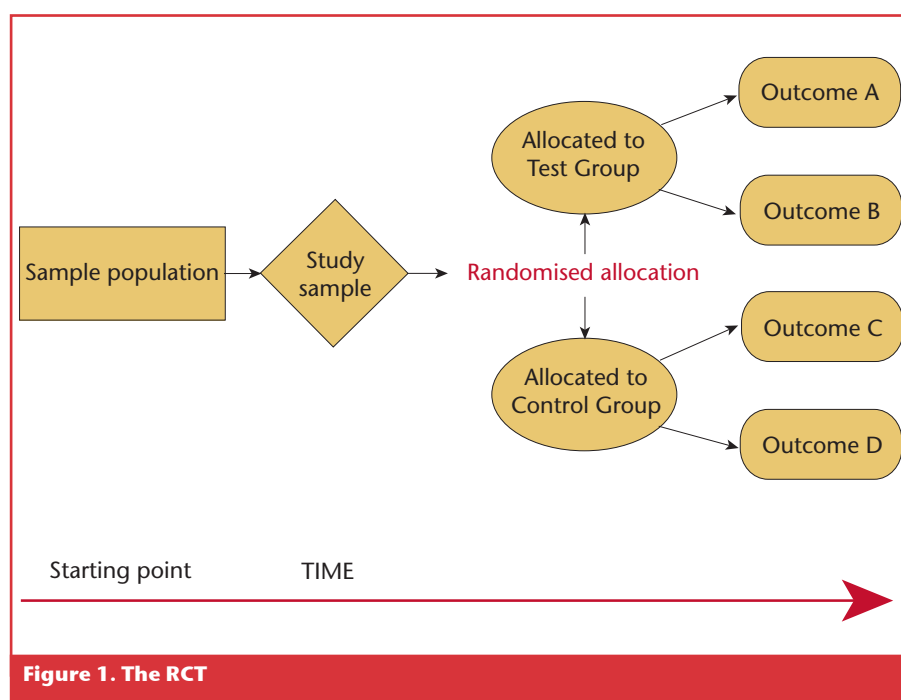 Sample population
Study
sample
Randomised allocation
Allocated to
Test Group
Outcome A
Outcome B
Allocated to
Control Group
Outcome C
Outcome D
Starting point
TIME
Figure 1. The RCT